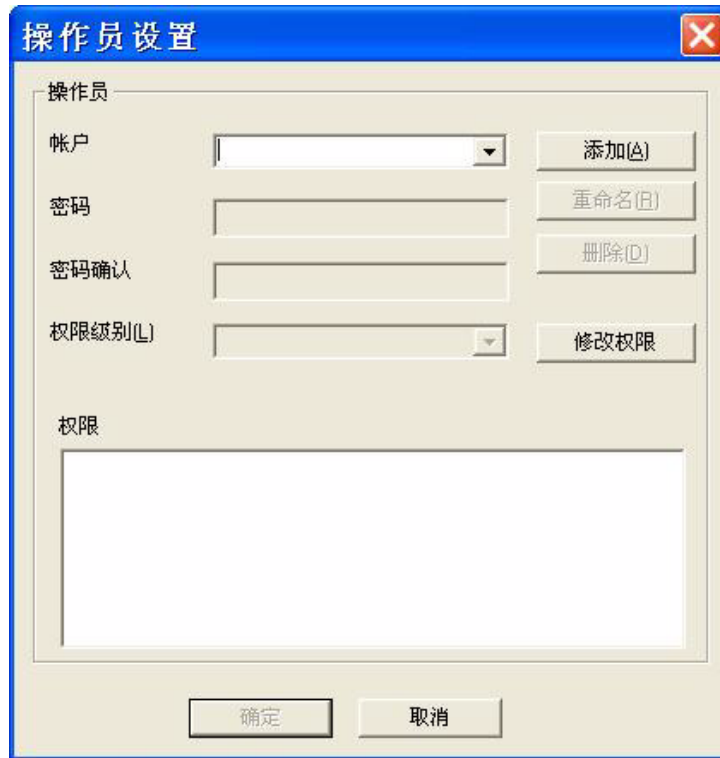 操作员设置
操作员
帐户
添加(A)
密码
重命名(R)
密码确认
删除(D)
权限级别(L)
修改权限
权限
确定
取消